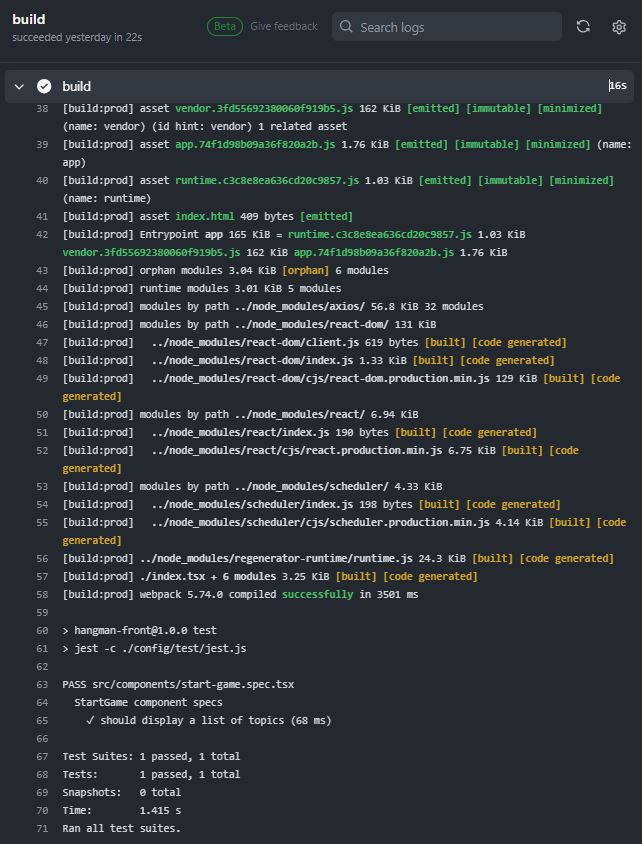 build
succeeded yesterday in 22s
Beta Give feedback
Search logs
build
16s
38 [build:prod] asset vendor.3fd55692380060f919b5.js 162 KiB [emitted] [immutable] [minimized]
(name: vendor) (id hint: vendor) 1 related asset
39 [build:prod] asset app.74f1d98b09a36f820a2b.js 1.76 KiB [emitted] [immutable] [minimized] (name:
app)
40 [build:prod] asset runtime.c3c8e8ea636cd20c9857.js 1.03 KiB [emitted] [immutable] [minimized]
(name: runtime)
41 [build:prod] asset index.html 409 bytes [emitted]
42 [build:prod] Entrypoint app 165 KiB = runtime.c3c8e8ea636cd20c9857.js 1.03 KiB
vendor.3fd55692380060f919b5.js 162 KiB app.74f1d98b09a36f820a2b.js 1.76 KiB
43 [build:prod] orphan modules 3.04 KiB [orphan] 6 modules
44 [build:prod] runtime modules 3.01 KiB 5 modules
45 [build:prod] modules by path ../node_modules/axios/ 56.8 KiB 32 modules
46 [build:prod] modules by path ../node_modules/react-dom/ 131 KiB
47 [build:prod]   ../node_modules/react-dom/client.js 619 bytes [built] [code generated]
48 [build:prod]   ../node_modules/react-dom/index.js 1.33 KiB [built] [code generated]
49 [build:prod]   ../node_modules/react-dom/cjs/react-dom.production.min.js 129 KiB [built] [code
generated]
50 [build:prod] modules by path ../node_modules/react/ 6.94 KiB
51 [build:prod]   ../node_modules/react/index.js 190 bytes [built] [code generated]
52 [build:prod]   ../node_modules/react/cjs/react.production.min.js 6.75 KiB [built] [code
generated]
53 [build:prod] modules by path ../node_modules/scheduler/ 4.33 KiB
54 [build:prod]   ../node_modules/scheduler/index.js 198 bytes [built] [code generated]
55 [build:prod]   ../node_modules/scheduler/cjs/scheduler.production.min.js 4.14 KiB [built] [code
generated]
56 [build:prod] ../node_modules/regenerator-runtime/runtime.js 24.3 KiB [built] [code generated]
57 [build:prod] ./index.tsx + 6 modules 3.25 KiB [built] [code generated]
58 [build:prod] webpack 5.74.0 compiled successfully in 3501 ms
59
60 > hangman-front@1.0.0 test
61 > jest -c ./config/test/jest.js
62
63 PASS src/components/start-game.spec.tsx
64   StartGame component specs
65     ✓ should display a list of topics (68 ms)
66
67 Test Suites: 1 passed, 1 total
68 Tests:       1 passed, 1 total
69 Snapshots:   0 total
70 Time:        1.415 s
71 Ran all test suites.